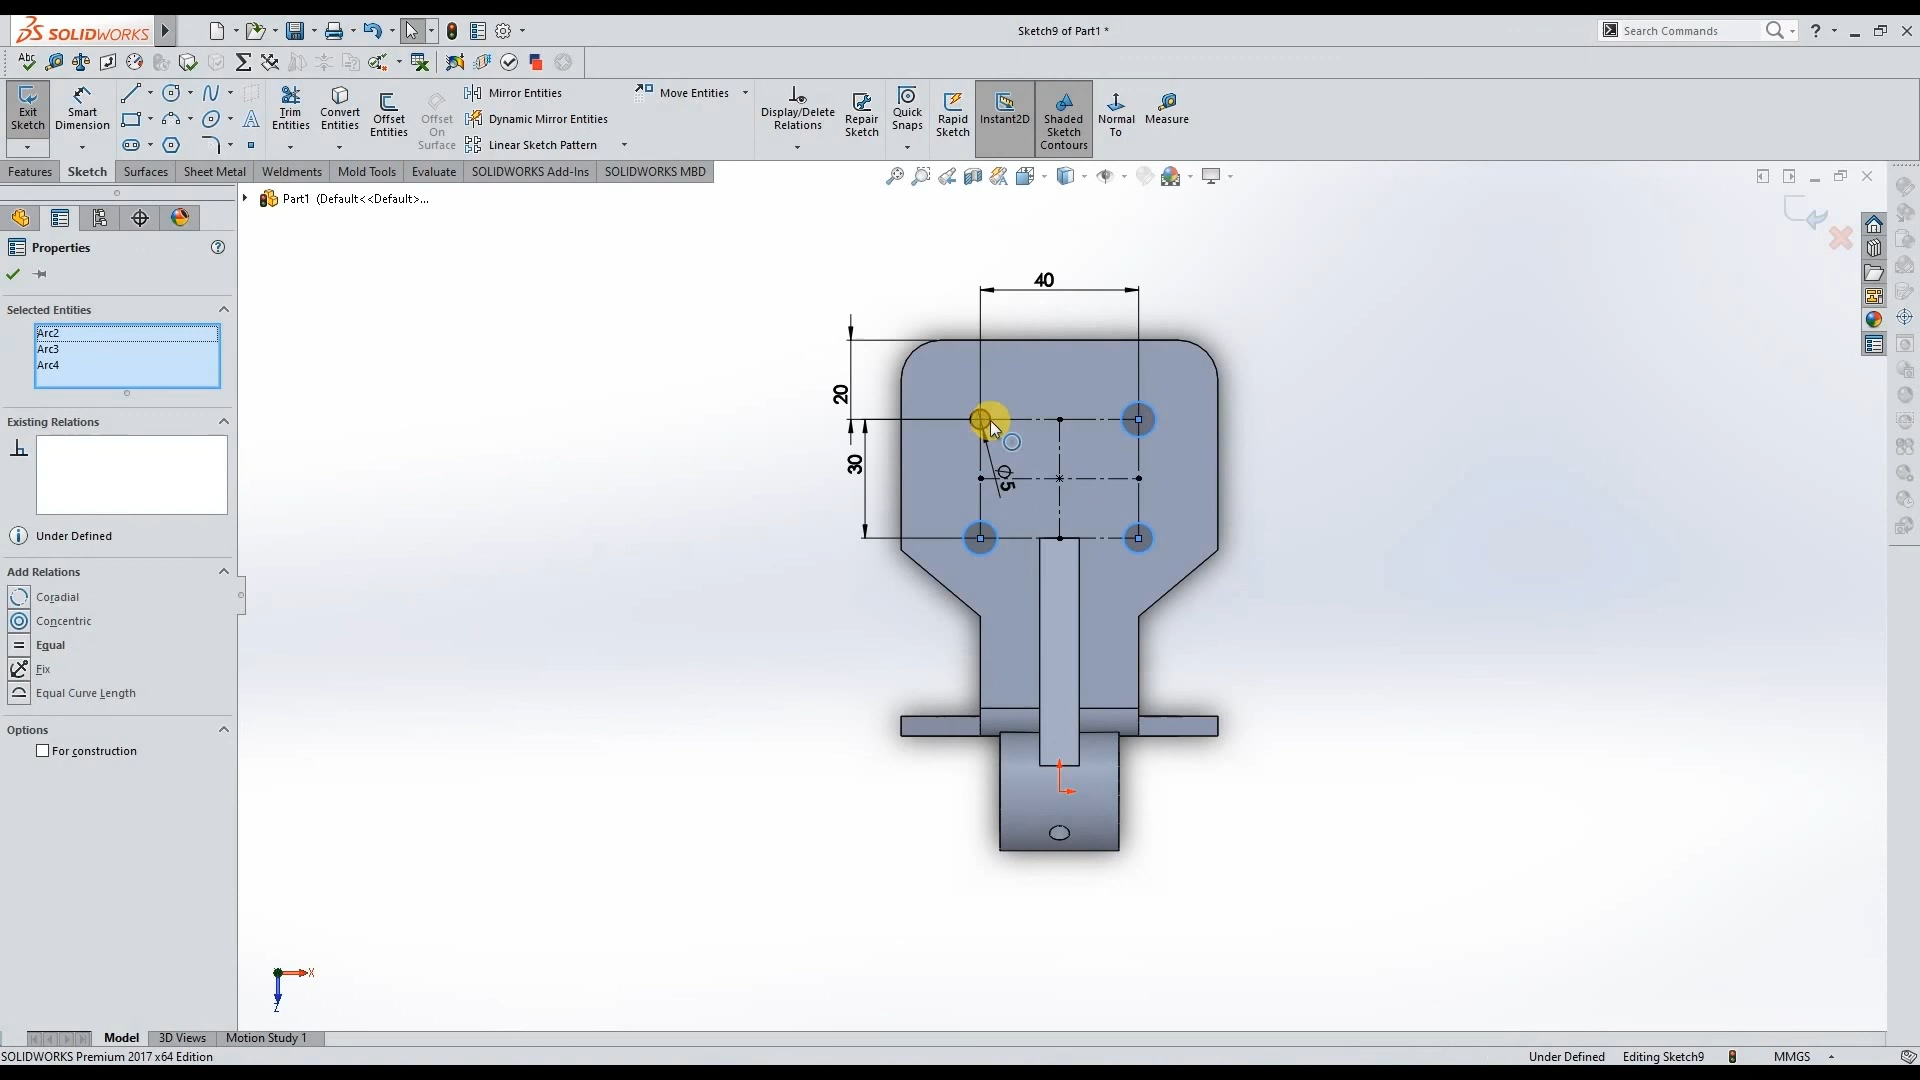 SOLIDWORKS
Sketch9 of Part1 *
Search Commands
?
Exit Sketch
Smart Dimension
Trim Entities
Convert Entities
Offset Entities
Offset On Surface
Mirror Entities
Dynamic Mirror Entities
Linear Sketch Pattern
Move Entities
Display/Delete Relations
Repair Sketch
Quick Snaps
Rapid Sketch
Instant2D
Shaded Sketch Contours
Normal To
Measure
Features
Sketch
Surfaces
Sheet Metal
Weldments
Mold Tools
Evaluate
SOLIDWORKS Add-Ins
SOLIDWORKS MBD
Part1 (Default<<Default>...
Properties
?
Selected Entities
Arc2
Arc3
Arc4
Existing Relations
Under Defined
Add Relations
Coradial
Concentric
Equal
Fix
Equal Curve Length
Options
For construction
40
20
30
∅5
X
Z
Model
3D Views
Motion Study 1
SOLIDWORKS Premium 2017 x64 Edition
Under Defined
Editing Sketch9
MMGS